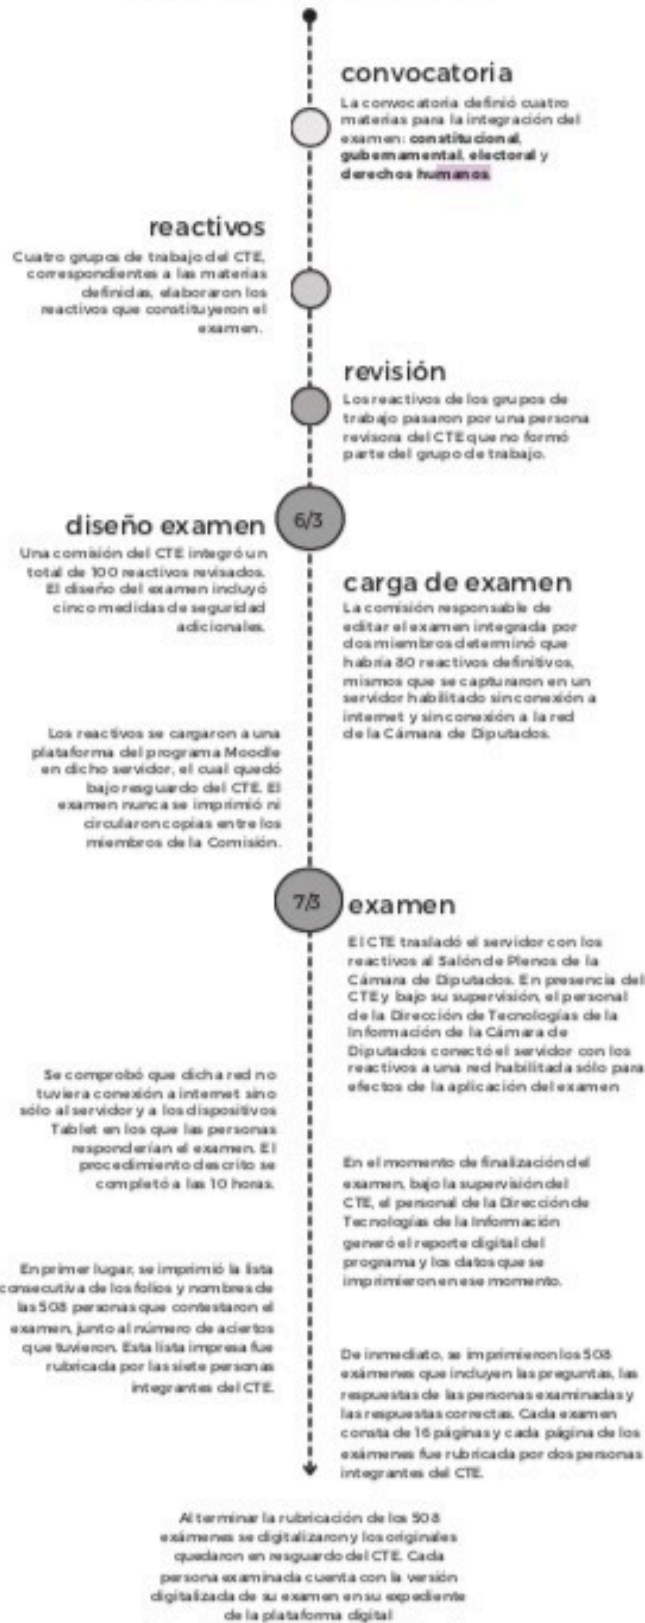 convocatoria
La convocatoria definió cuatro
materias para la integración del
examen: constitucional,
gubernamental, electoral y
derechos humanos.
reactivos
Cuatro grupos de trabajo del CTE,
correspondientes a las materias
definidas, elaboraron los
reactivos que constituyeron el
examen.
revisión
Los reactivos de los grupos de
trabajo pasaron por una persona
revisora del CTE que no formó
parte del grupo de trabajo.
6/3
diseño examen
Una comisión del CTE integró un
total de 100 reactivos revisados.
El diseño del examen incluyó
cinco medidas de seguridad
adicionales.
carga de examen
La comisión responsable de
editar el examen integrada por
dos miembros determinó que
habría 80 reactivos definitivos,
mismos que se capturaron en un
servidor habilitado sin conexión a
internet y sin conexión a la red
de la Cámara de Diputados.
Los reactivos se cargaron a una
plataforma del programa Moodle
en dicho servidor, el cual quedó
bajo resguardo del CTE. El
examen nunca se imprimió ni
circularon copias entre los
miembros de la Comisión.
7/3
examen
El CTE trasladó el servidor con los
reactivos al Salón de Plenos de la
Cámara de Diputados. En presencia del
CTE y bajo su supervisión, el personal
de la Dirección de Tecnologías de la
Información de la Cámara de
Diputados conectó el servidor con los
reactivos a una red habilitada sólo para
efectos de la aplicación del examen
Se comprobó que dicha red no
tuviera conexión a internet sino
sólo al servidor y a los dispositivos
Tablet en los que las personas
responderían el examen. El
procedimiento descrito se
completó a las 10 horas.
En el momento de finalización del
examen, bajo la supervisión del
CTE, el personal de la Dirección de
Tecnologías de la Información
generó el reporte digital del
programa y los datos que se
imprimieron en ese momento.
En primer lugar, se imprimió la lista
consecutiva de los folios y nombres de
las 508 personas que contestaron el
examen, junto al número de aciertos
que tuvieron. Esta lista impresa fue
rubricada por las siete personas
integrantes del CTE.
De inmediato, se imprimieron los 508
exámenes que incluyen las preguntas, las
respuestas de las personas examinadas y
las respuestas correctas. Cada examen
consta de 16 páginas y cada página de los
exámenes fue rubricada por dos personas
integrantes del CTE.
Al terminar la rubricación de los 508
exámenes se digitalizaron y los originales
quedaron en resguardo del CTE. Cada
persona examinada cuenta con la versión
digitalizada de su examen en su expediente
de la plataforma digital